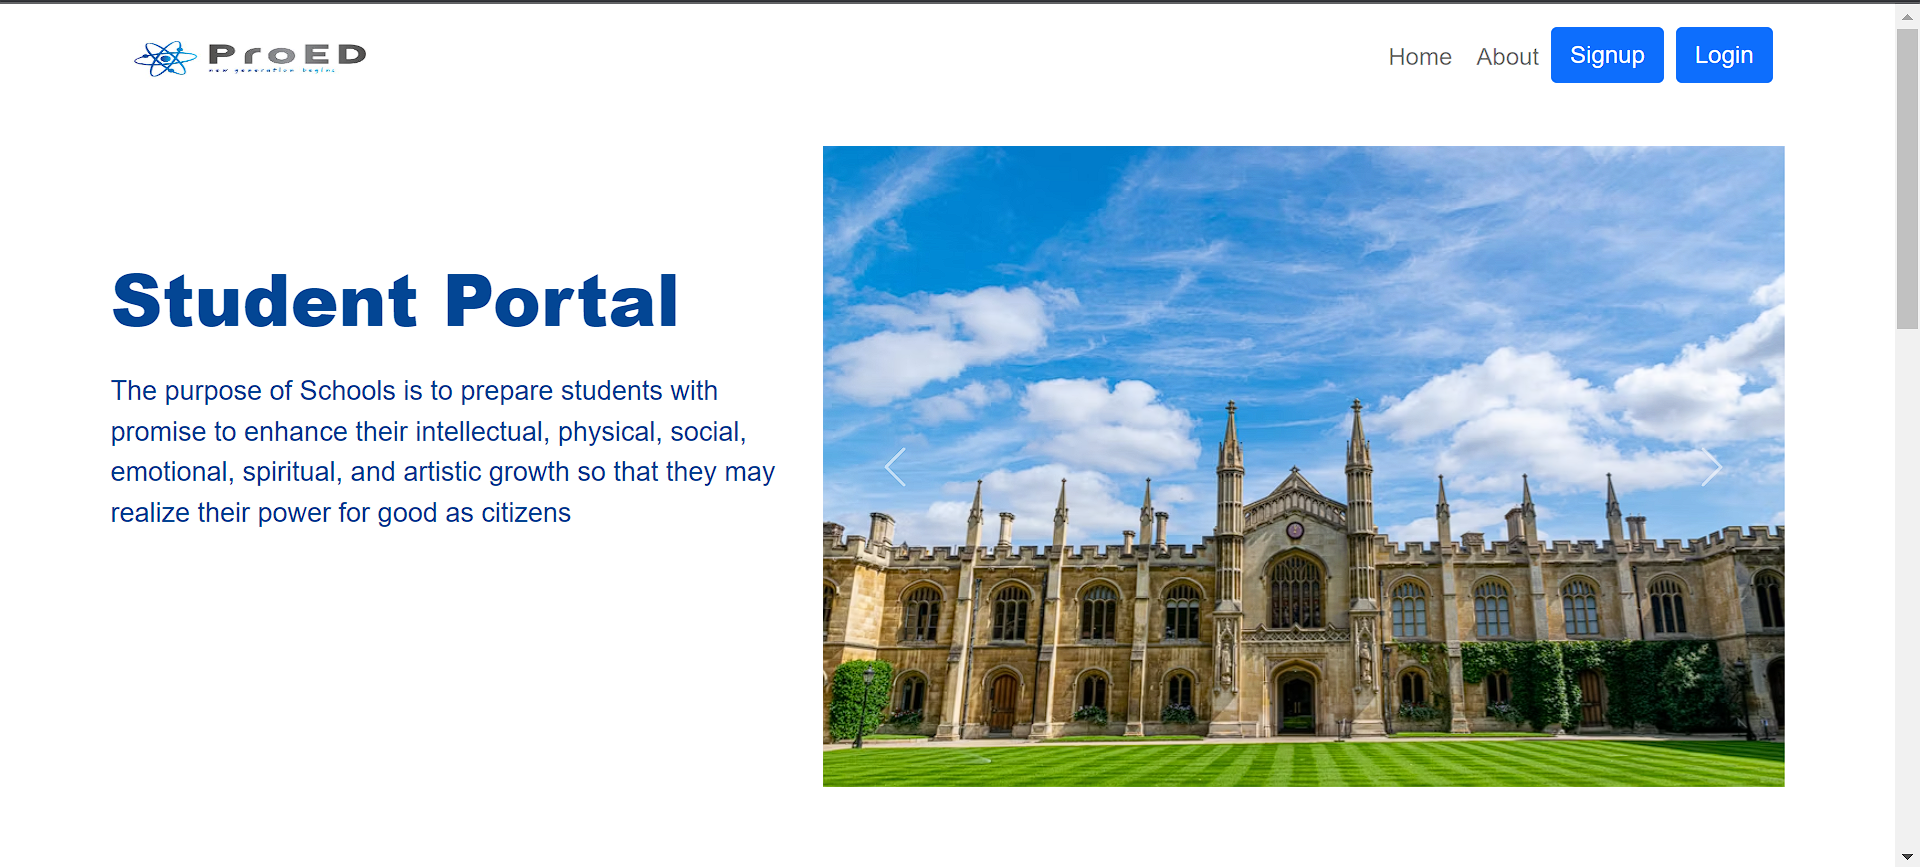 ProED
new generation begins
Home About Signup Login
Student Portal
The purpose of Schools is to prepare students with
promise to enhance their intellectual, physical, social,
emotional, spiritual, and artistic growth so that they may
realize their power for good as citizens